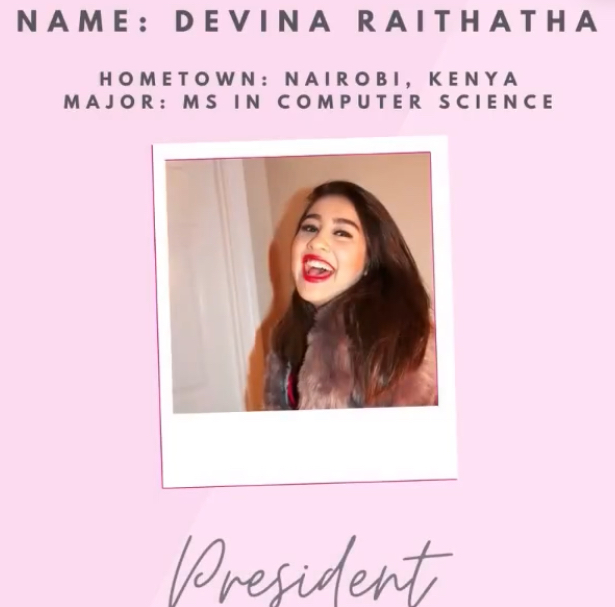 NAME: DEVINA RAITHATHA
HOMETOWN: NAIROBI, KENYA
MAJOR: MS IN COMPUTER SCIENCE
President